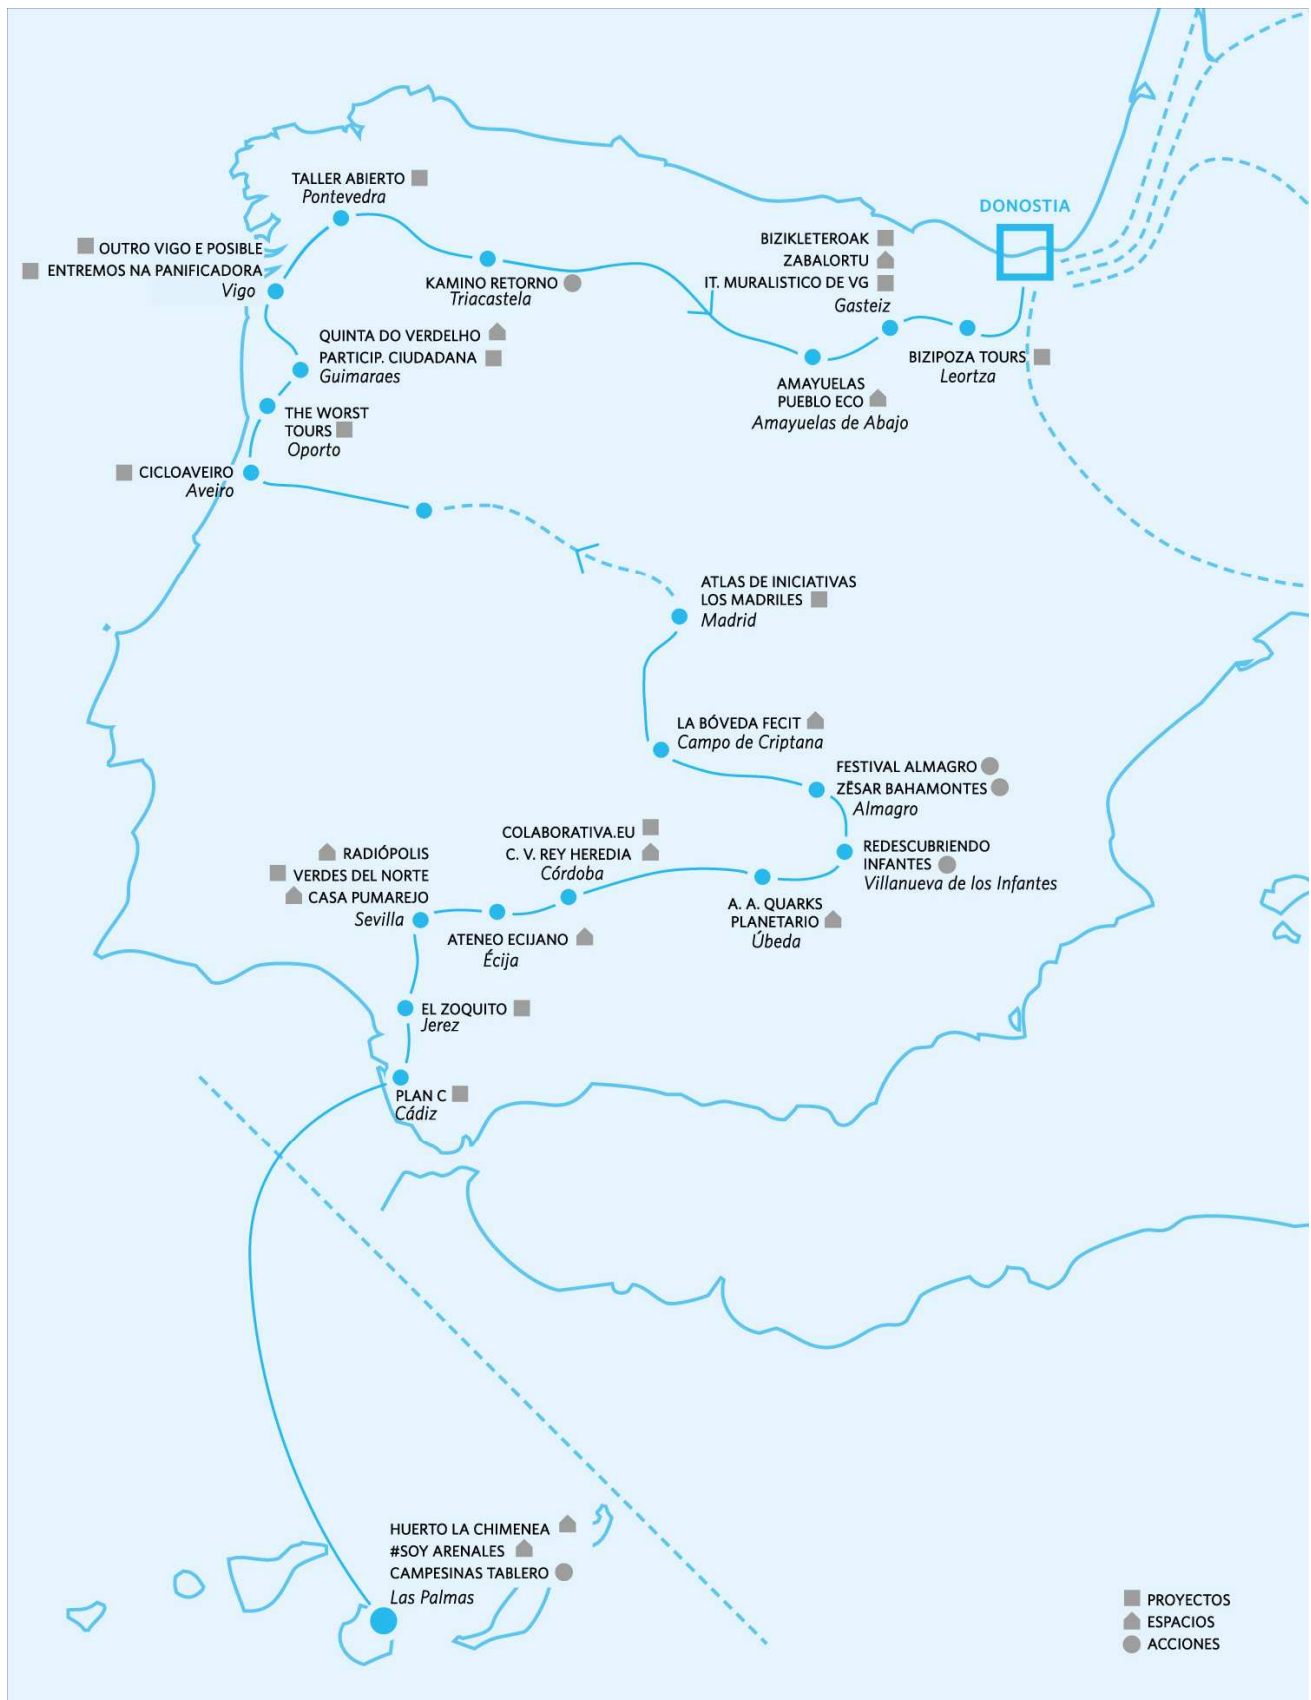 TALLER ABIERTO
Pontevedra
DONOSTIA
OUTRO VIGO E POSIBLE
ENTREMOS NA PANIFICADORA
Vigo
KAMINO RETORNO
Triacastela
BIZIKLETEROAK
ZABALORTU
IT. MURALISTICO DE VG
Gasteiz
QUINTA DO VERDELHO
PARTICIP. CIUDADANA
Guimaraes
BIZIPOZA TOURS
Leortza
AMAYUELAS
PUEBLO ECO
Amayuelas de Abajo
THE WORST
TOURS
Oporto
CICLOAVEIRO
Aveiro
ATLAS DE INICIATIVAS
LOS MADRILES
Madrid
LA BÓVEDA FECIT
Campo de Criptana
FESTIVAL ALMAGRO
ZËSAR BAHAMONTES
Almagro
REDESCUBRIENDO
INFANTES
Villanueva de los Infantes
COLABORATIVA.EU
C. V. REY HEREDIA
Córdoba
RADIÓPOLIS
VERDES DEL NORTE
CASA PUMAREJO
Sevilla
A. A. QUARKS
PLANETARIO
Úbeda
ATENEO ECIJANO
Écija
EL ZOQUITO
Jerez
PLAN C
Cádiz
HUERTO LA CHIMENEA
#SOY ARENALES
CAMPESINAS TABLERO
Las Palmas
PROYECTOS
ESPACIOS
ACCIONES